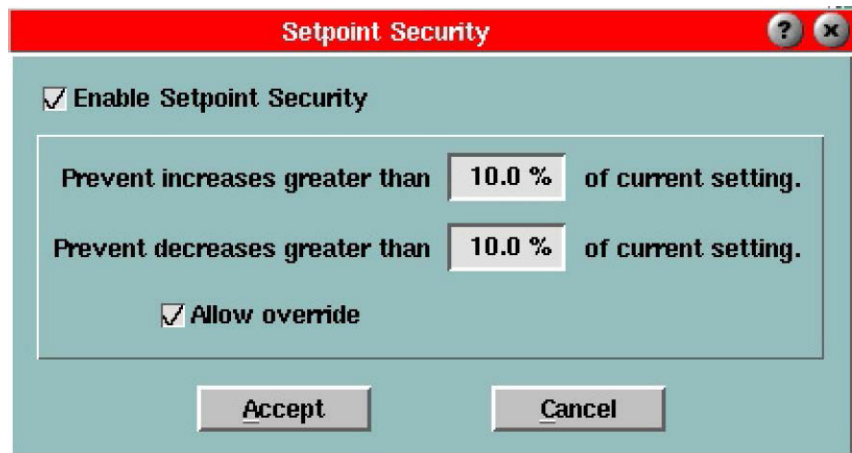 Setpoint Security ? x
Enable Setpoint Security
Prevent increases greater than 10.0 % of current setting.
Prevent decreases greater than 10.0 % of current setting.
Allow override
Accept Cancel